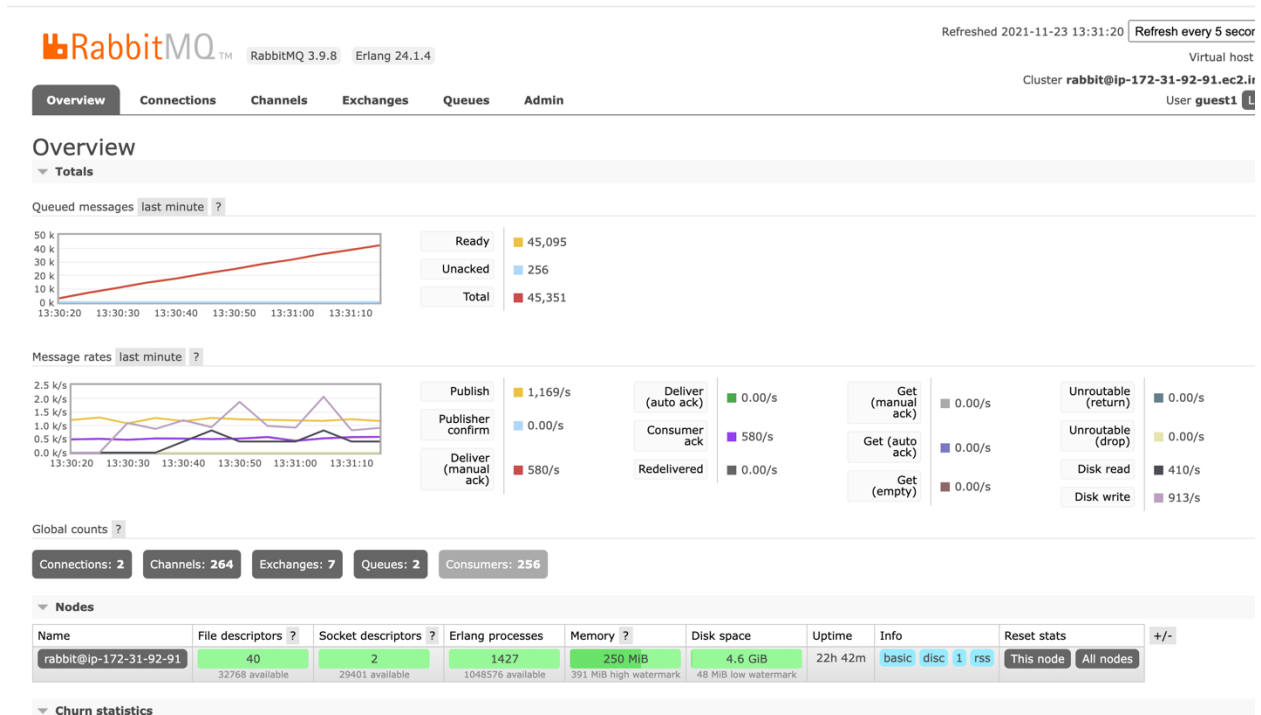 Refreshed 2021-11-23 13:31:20 Refresh every 5 secon
RabbitMQ TM RabbitMQ 3.9.8 Erlang 24.1.4
Virtual host
Cluster rabbit@ip-172-31-92-91.ec2.in
User guest1 L
Overview Connections Channels Exchanges Queues Admin
Overview
Totals
Queued messages last minute ?
50 k
40 k
30 k
20 k
10 k
0 k
13:30:20 13:30:30 13:30:40 13:30:50 13:31:00 13:31:10
Ready 45,095
Unacked 256
Total 45,351
Message rates last minute ?
2.5 k/s
2.0 k/s
1.5 k/s
1.0 k/s
0.5 k/s
0.0 k/s
13:30:20 13:30:30 13:30:40 13:30:50 13:31:00 13:31:10
Publish 1,169/s
Publisher
confirm 0.00/s
Deliver
(manual
ack) 580/s
Deliver
(auto ack) 0.00/s
Consumer
ack 580/s
Redelivered 0.00/s
Get
(manual
ack) 0.00/s
Get (auto
ack) 0.00/s
Get
(empty) 0.00/s
Unroutable
(return) 0.00/s
Unroutable
(drop) 0.00/s
Disk read 410/s
Disk write 913/s
Global counts ?
Connections: 2 Channels: 264 Exchanges: 7 Queues: 2 Consumers: 256
Nodes
Name File descriptors ? Socket descriptors ? Erlang processes Memory ? Disk space Uptime Info Reset stats +/-
rabbit@ip-172-31-92-91 40 2 1427 250 MiB 4.6 GiB 22h 42m basic disc 1 rss This node All nodes
32768 available 29401 available 1048576 available 391 MiB high watermark 48 MiB low watermark
Churn statistics